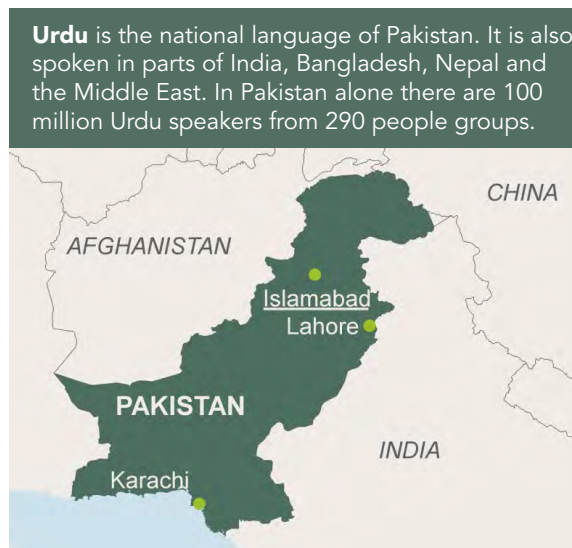 Urdu is the national language of Pakistan. It is also
spoken in parts of India, Bangladesh, Nepal and
the Middle East. In Pakistan alone there are 100
million Urdu speakers from 290 people groups.
CHINA
AFGHANISTAN
Islamabad
Lahore
PAKISTAN
INDIA
Karachi